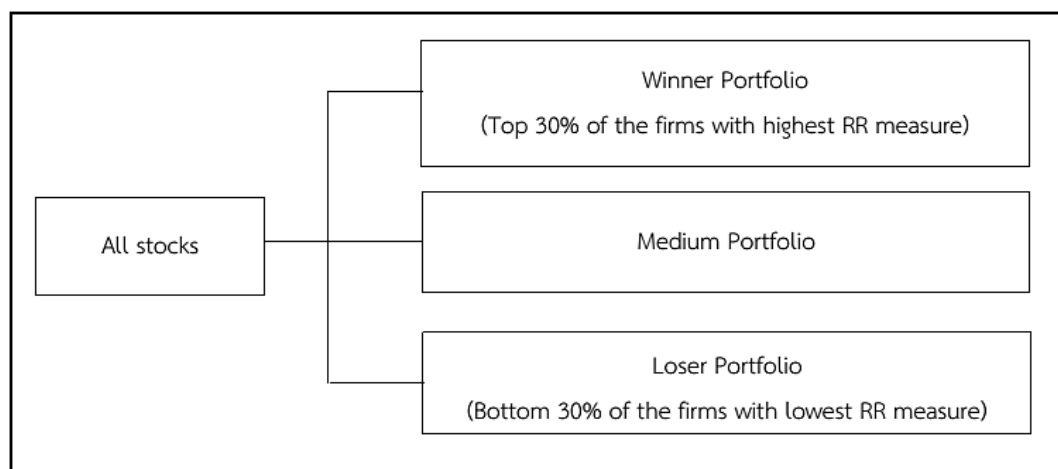 Winner Portfolio
(Top 30% of the firms with highest RR measure)
All stocks
Medium Portfolio
Loser Portfolio
(Bottom 30% of the firms with lowest RR measure)